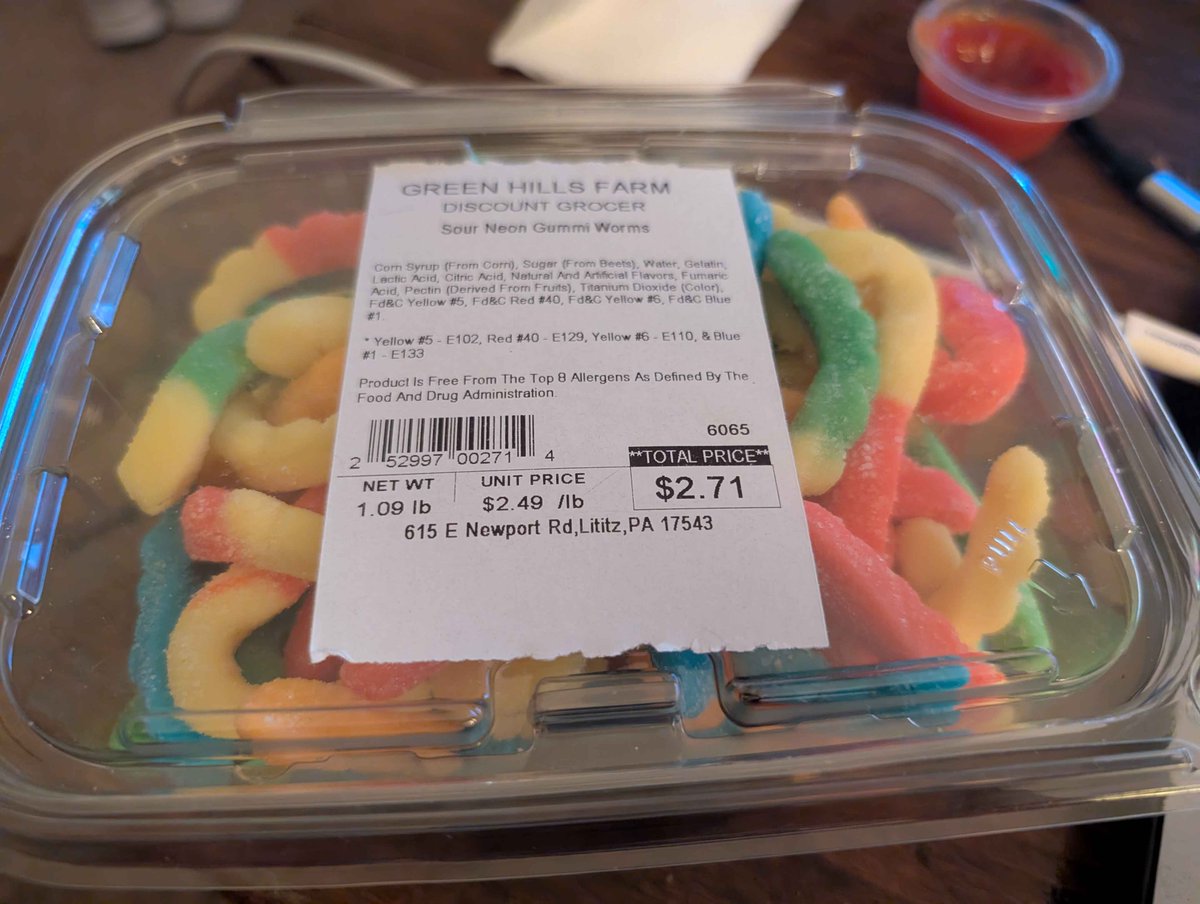 GREEN HILLS FARM
DISCOUNT GROCER
Sour Neon Gummi Worms
Corn Syrup (From Corn), Sugar (From Beets), Water, Gelatin,
Lactic Acid, Citric Acid, Natural And Artificial Flavors, Fumaric
Acid, Pectin (Derived From Fruits), Titanium Dioxide (Color),
Fd&C Yellow #5, Fd&C Red #40, Fd&C Yellow #6, Fd&C Blue
#1.
* Yellow #5 - E102, Red #40 - E129, Yellow #6 - E110, & Blue
#1 - E133
Product Is Free From The Top 8 Allergens As Defined By The
Food And Drug Administration.
2 52997 00271 4
6065
**TOTAL PRICE**
$2.71
NET WT
1.09 lb
UNIT PRICE
$2.49 /lb
615 E Newport Rd,Lititz,PA 17543
PULL